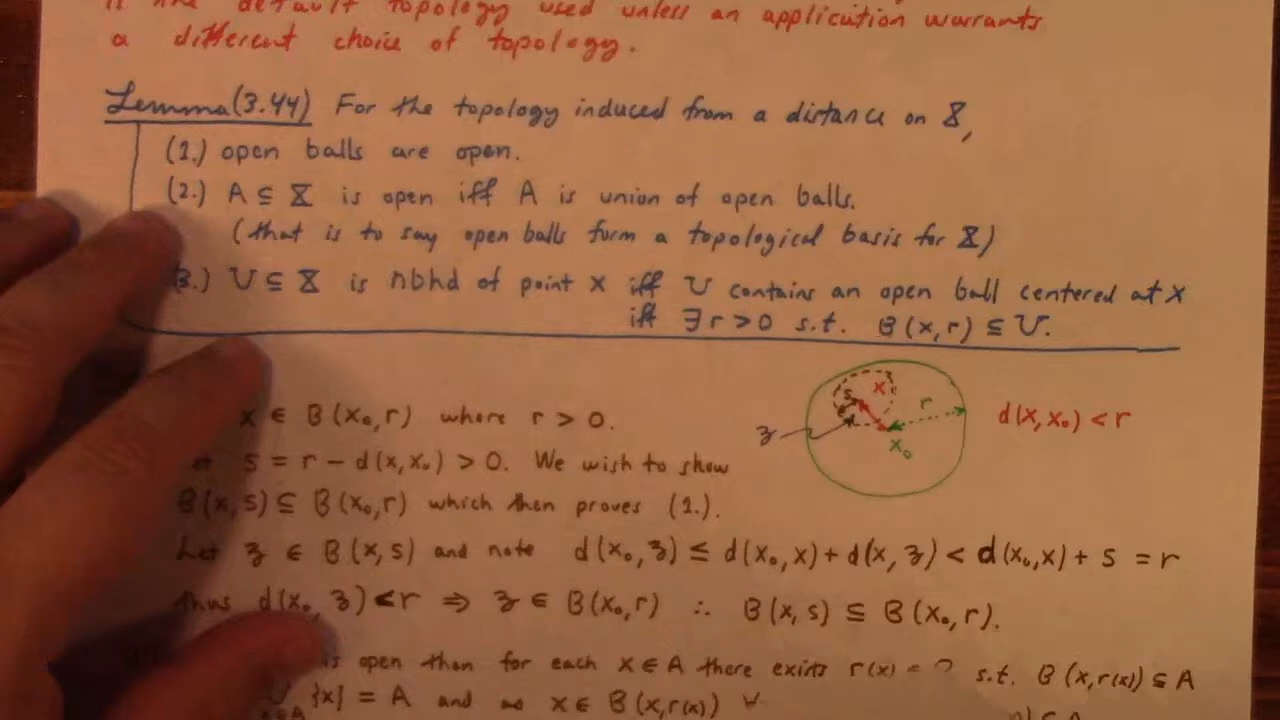 is the default topology used unless an application warrants
a different choice of topology.
Lemma (3.44) For the topology induced from a distance on X,
(1.) open balls are open.
(2.) A ⊆ X is open iff A is union of open balls.
(that is to say open balls form a topological basis for X)
3.) U ⊆ X is nbhd of point x iff U contains an open ball centered at x
iff ∃ r > 0 s.t. B(x,r) ⊆ U.
x ∈ B(x₀,r) where r > 0.
s = r - d(x,x₀) > 0. We wish to show
B(x,s) ⊆ B(x₀,r) which then proves (1.).
s x r x₀ z d(x,x₀) < r
Let z ∈ B(x,s) and note d(x₀,z) ≤ d(x₀,x) + d(x,z) < d(x₀,x) + s = r
thus d(x₀,z) < r ⇒ z ∈ B(x₀,r) ∴ B(x,s) ⊆ B(x₀,r).
is open then for each x ∈ A there exists r(x) = s.t. B(x,r(x)) ⊆ A
{x} = A and as x ∈ B(x,r(x))